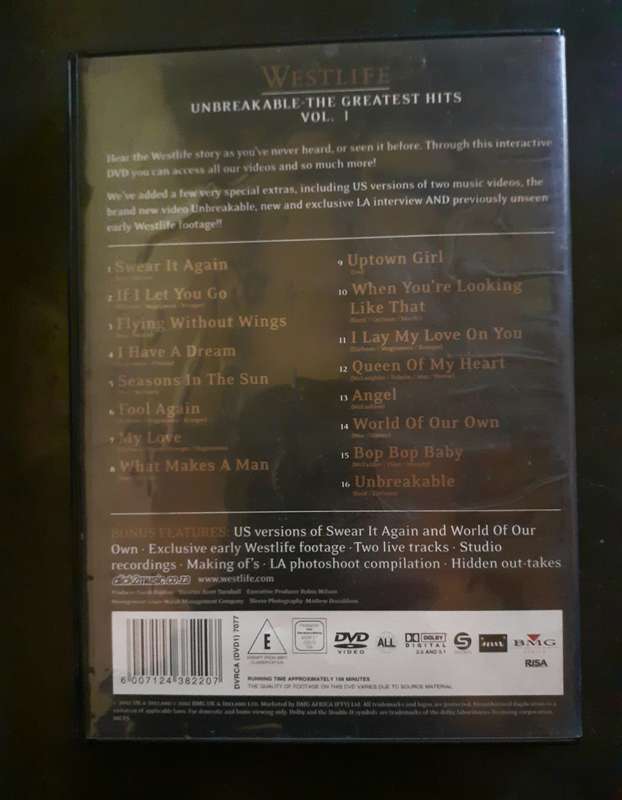 WESTLIFE
UNBREAKABLE·THE GREATEST HITS
VOL. I
Hear the Westlife story as you've never heard, or seen it before. Through this interactive
DVD you can access all our videos and so much more!
We've added a few very special extras, including US versions of two music videos, the
brand new video Unbreakable, new and exclusive LA interview AND previously unseen
early Westlife footage!!
1 Swear It Again
2 If I Let You Go
3 Flying Without Wings
4 I Have A Dream
5 Seasons In The Sun
6 Fool Again
7 My Love
8 What Makes A Man
9 Uptown Girl
10 When You're Looking
Like That
11 I Lay My Love On You
12 Queen Of My Heart
13 Angel
14 World Of Our Own
15 Bop Bop Baby
16 Unbreakable
BONUS FEATURES: US versions of Swear It Again and World Of Our
Own · Exclusive early Westlife footage · Two live tracks · Studio
recordings · Making of's · LA photoshoot compilation · Hidden out-takes
click2music.co.za www.westlife.com
6 007124 382207
DVRCA (DVD1) 7077
E
EXEMPT FROM
CLASSIFICATION
DVD
VIDEO
ALL
DOLBY
DIGITAL
S
BMG
RISA
RUNNING TIME APPROXIMATELY 159 MINUTES
THE QUALITY OF FOOTAGE ON THIS DVD VARIES DUE TO SOURCE MATERIAL